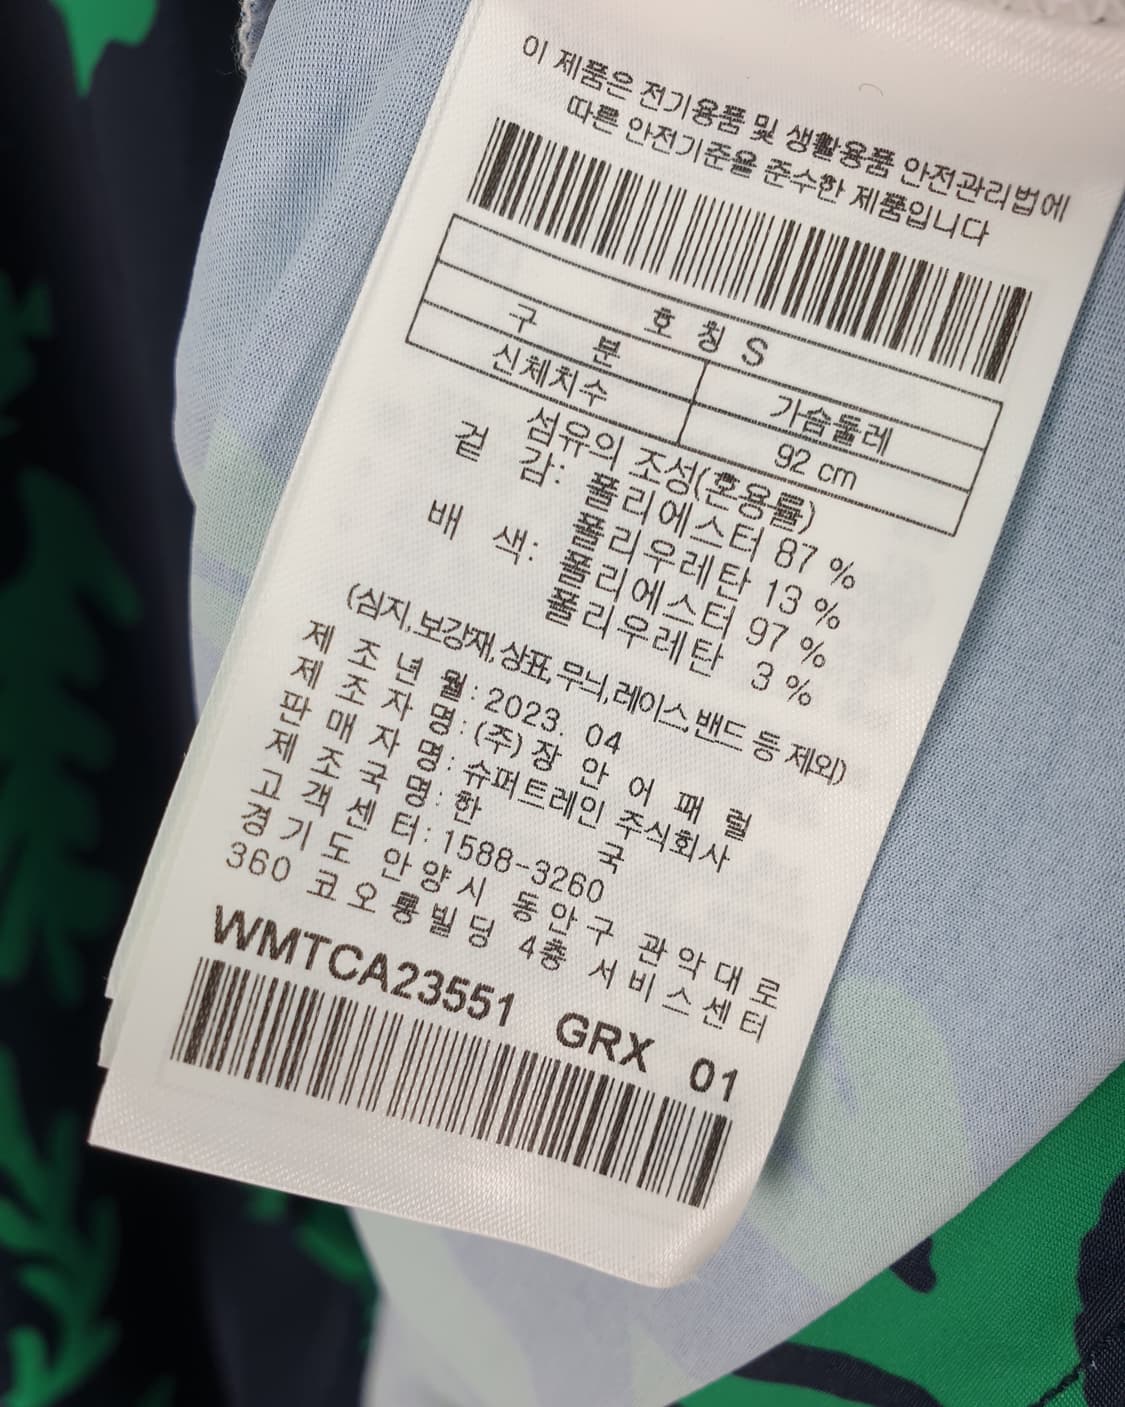 이 제품은 전기용품 및 생활용품 안전관리법에
따른 안전기준을 준수한 제품입니다
호 칭 S
구 분 가슴둘레
신체치수 92 cm
섬유의 조성(혼용률)
겉 감: 폴리에스터 87 %
폴리우레탄 13 %
배 색: 폴리에스터 97 %
폴리우레탄 3 %
(심지,보강재,상표,무늬,레이스,밴드 등 제외)
제 조 년 월 : 2023. 04
제 조 자 명 : (주) 장 안 어 패 럴
판 매 자 명 : 슈퍼트레인 주식회사
제 조 국 명 : 한 국
고 객 센 터 : 1588-3260
경 기 도 안 양 시 동 안 구 관 악 대 로
360 코 오 롱 빌 딩 4층 서 비 스 센 터
WMTCA23551 GRX 01